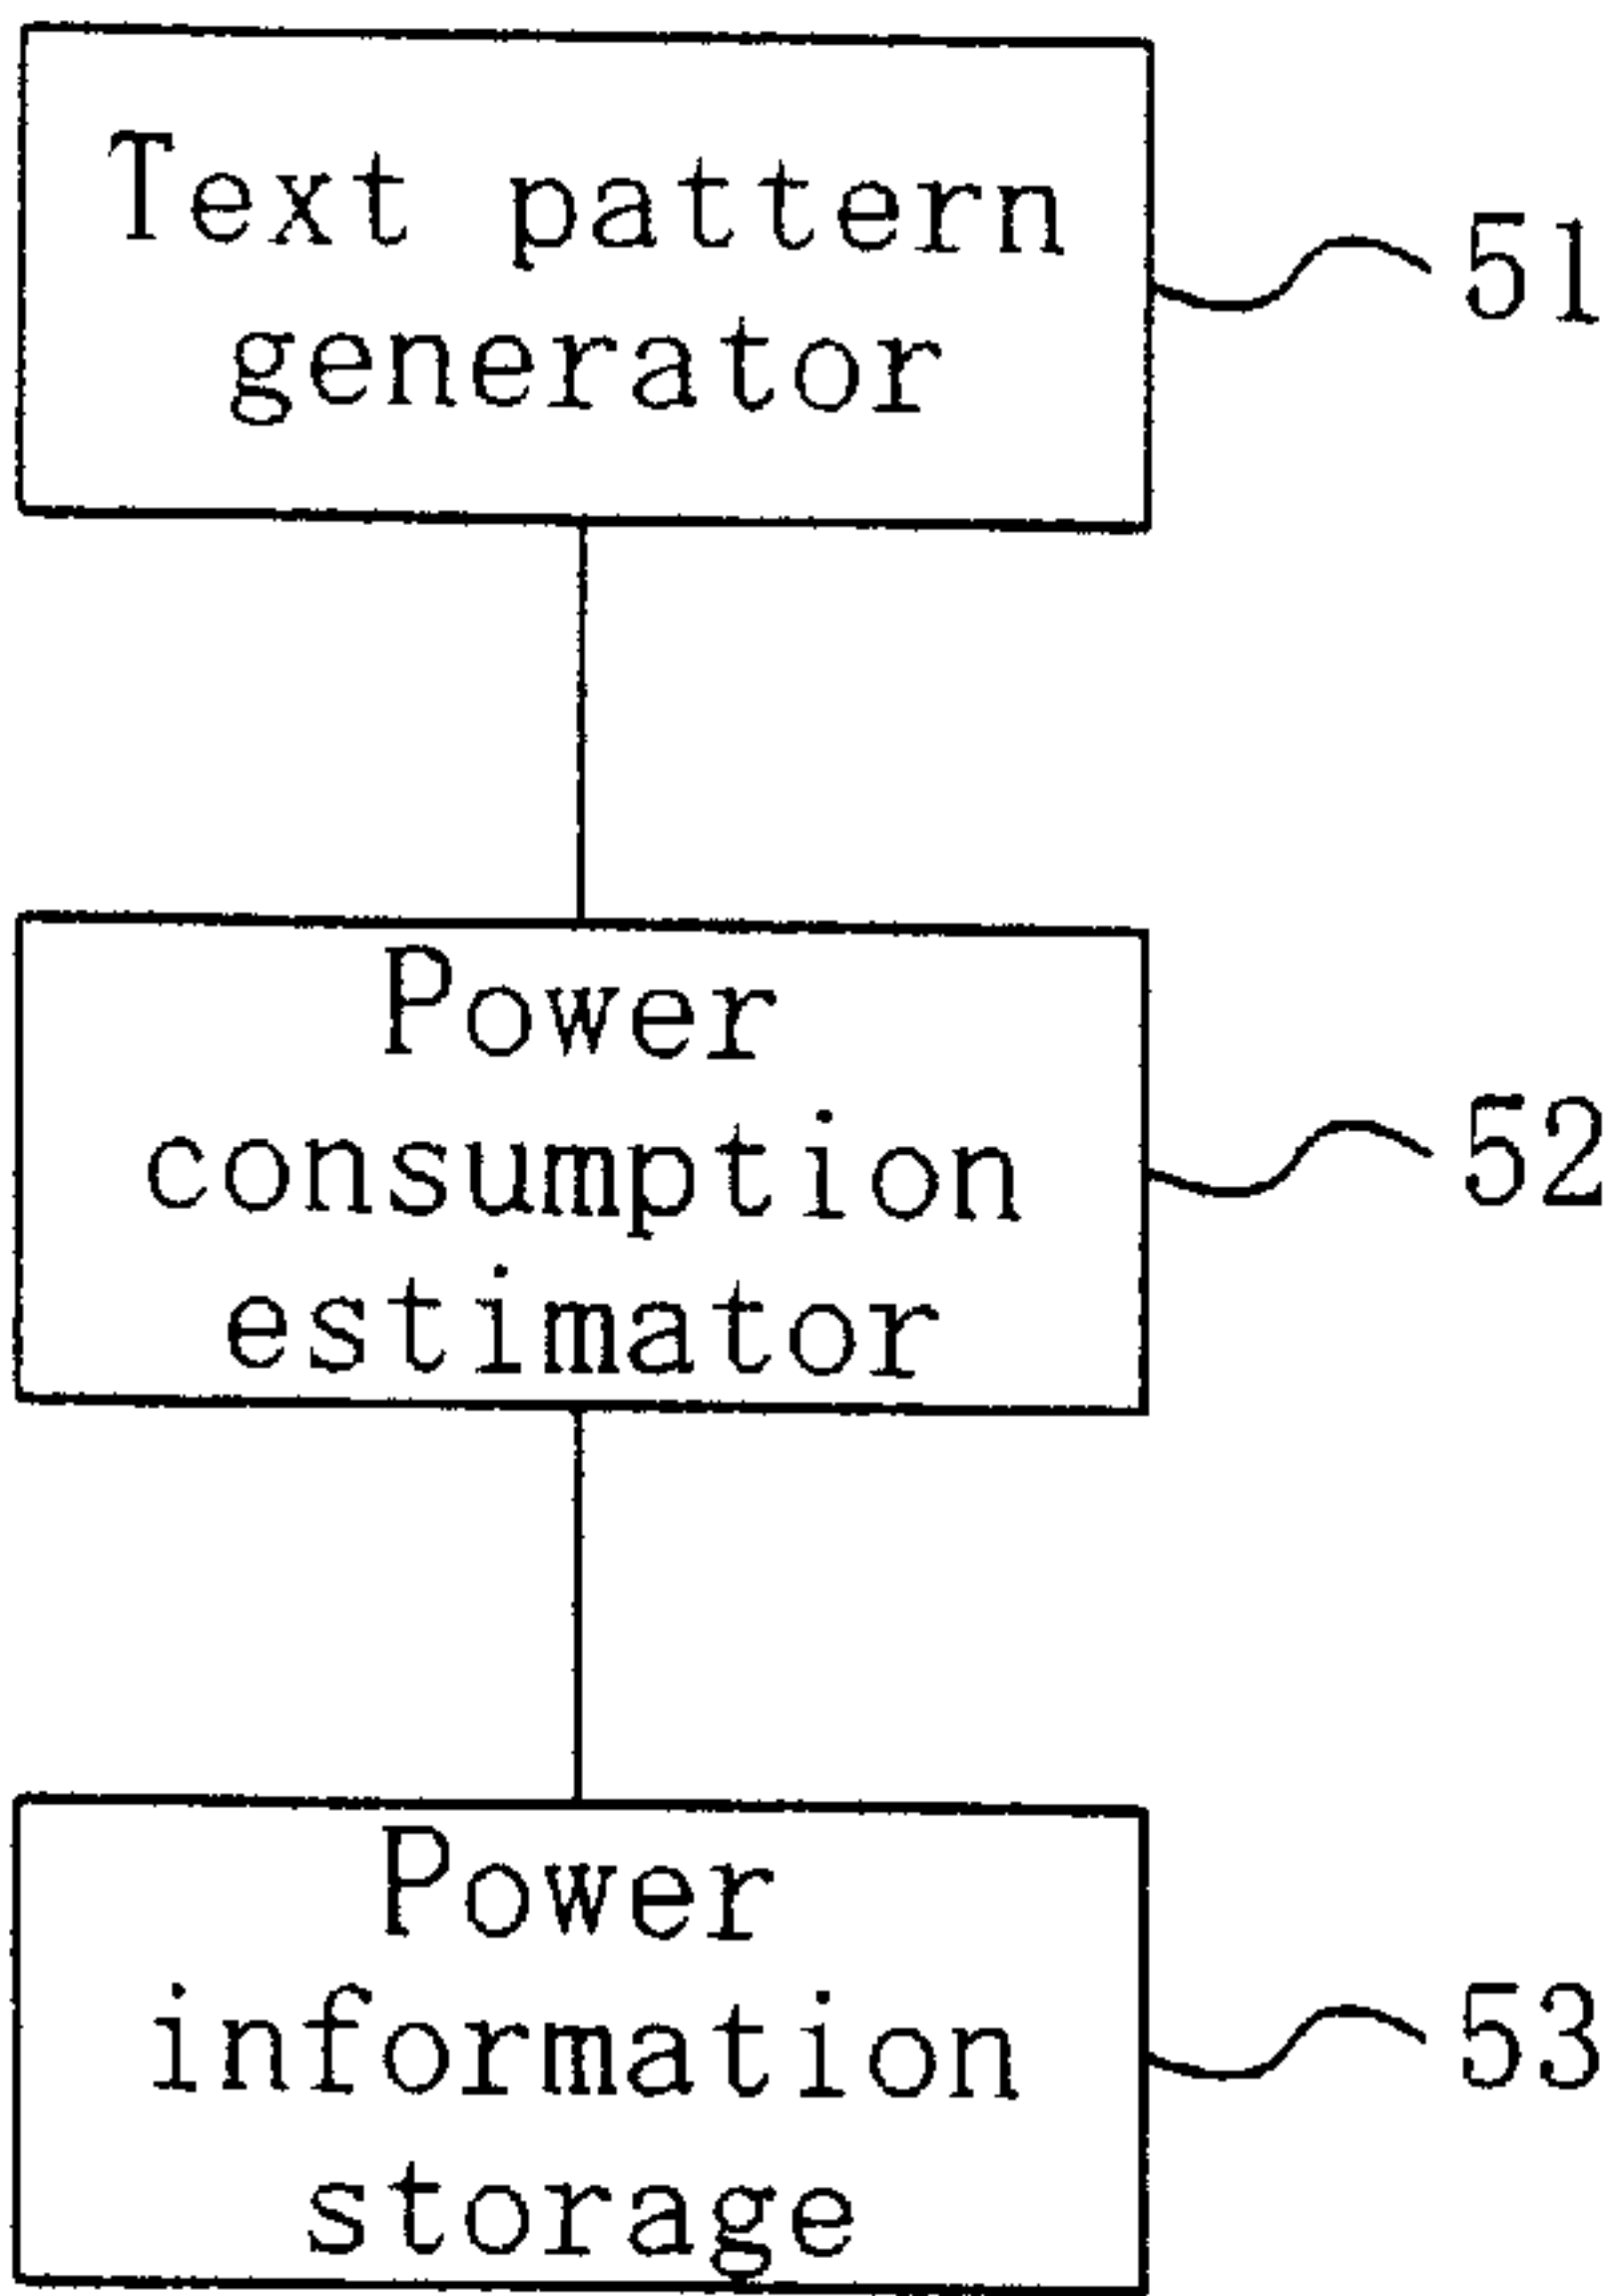 Text pattern
generator
51
Power
consumption
estimator
52
Power
information
storage
53